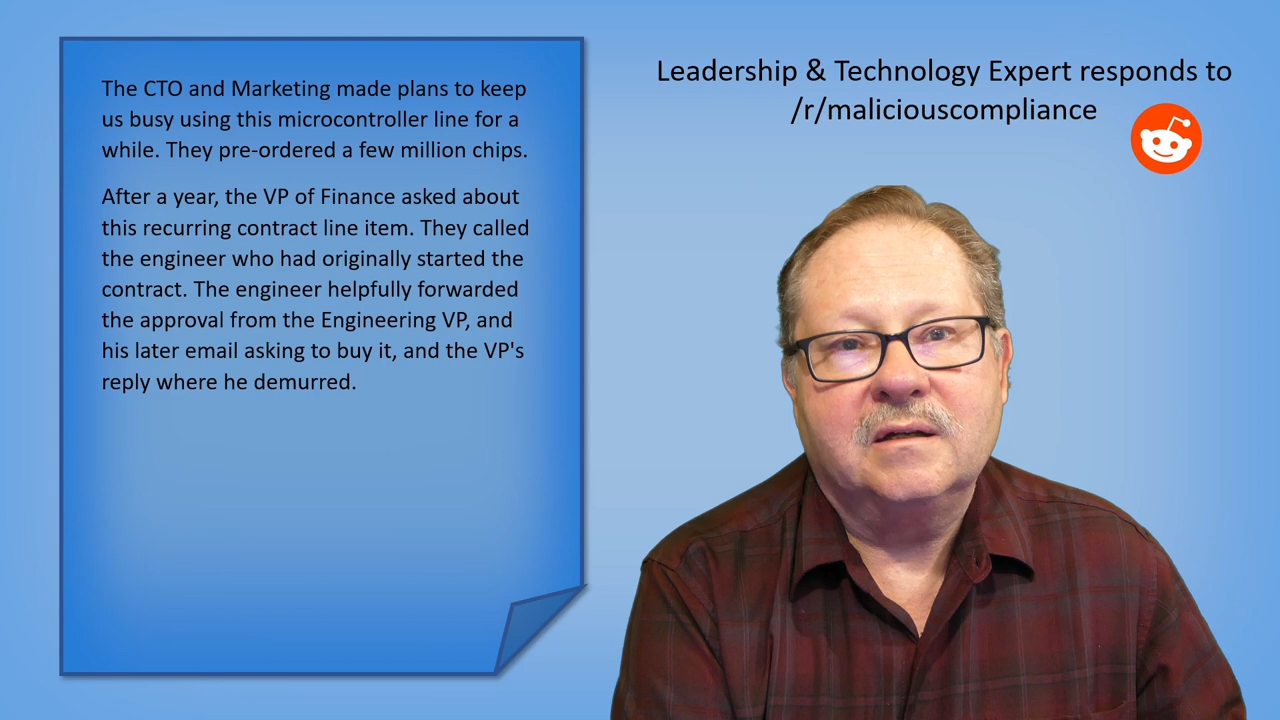 The CTO and Marketing made plans to keep
us busy using this microcontroller line for a
while. They pre-ordered a few million chips.
After a year, the VP of Finance asked about
this recurring contract line item. They called
the engineer who had originally started the
contract. The engineer helpfully forwarded
the approval from the Engineering VP, and
his later email asking to buy it, and the VP's
reply where he demurred.
Leadership & Technology Expert responds to
/r/maliciouscompliance